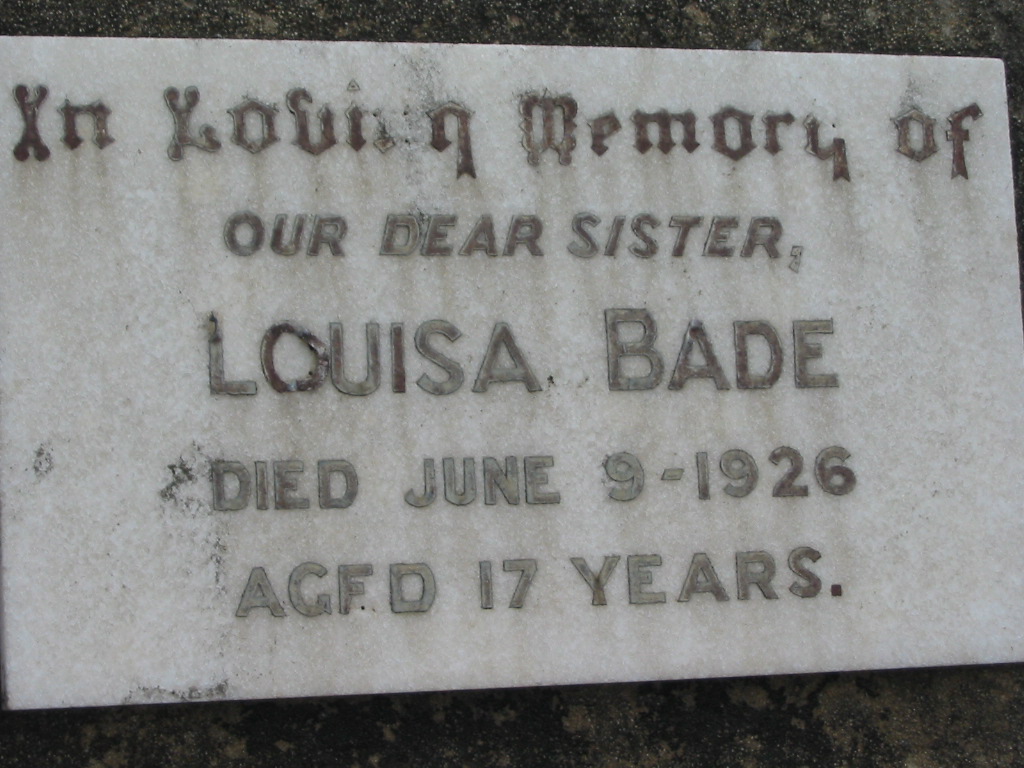 In Loving Memory of
OUR DEAR SISTER,
LOUISA BADE
DIED JUNE 9-1926
AGED 17 YEARS.